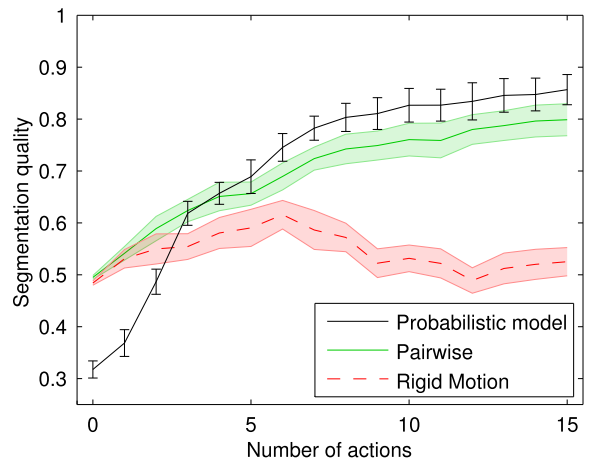 1
0.9
0.8
0.7
0.6
0.5
0.4
0.3
Segmentation quality
Probabilistic model
Pairwise
Rigid Motion
0 5 10 15
Number of actions